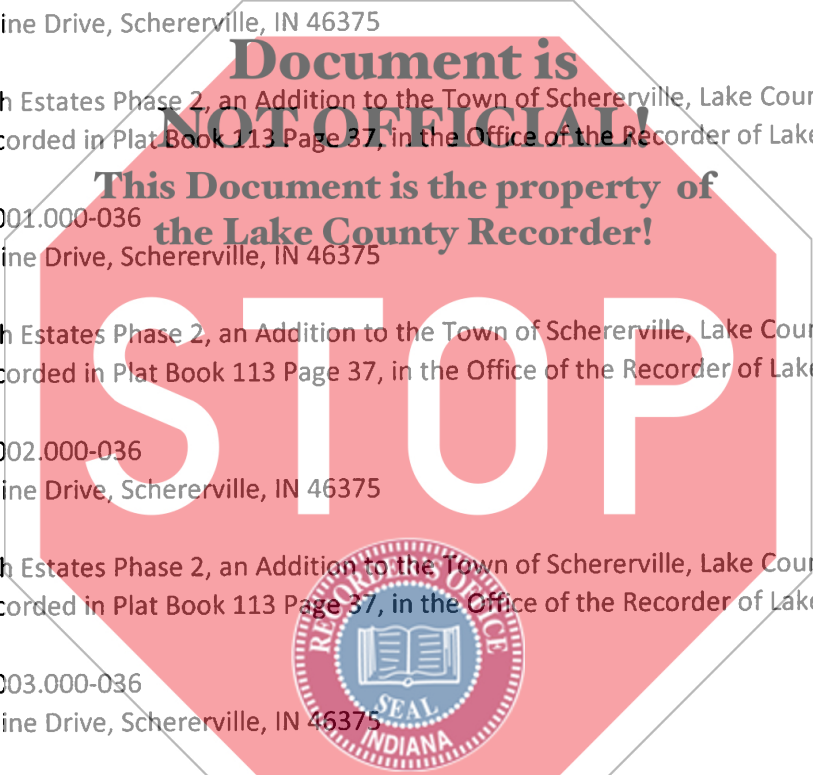 ine Drive, Schererville, IN 46375
Document is
h Estates Phase 2, an Addition to the Town of Schererville, Lake Coun
NOT OFFICIAL!
corded in Plat Book 113 Page 37, in the Office of the Recorder of Lake
This Document is the property of
001.000-036
the Lake County Recorder!
ine Drive, Schererville, IN 46375
STOP
h Estates Phase 2, an Addition to the Town of Schererville, Lake Coun
corded in Plat Book 113 Page 37, in the Office of the Recorder of Lake
002.000-036
ine Drive, Schererville, IN 46375
h Estates Phase 2, an Addition to the Town of Schererville, Lake Coun
corded in Plat Book 113 Page 37, in the Office of the Recorder of Lake
RECORDER'S OFFICE
SEAL
INDIANA
003.000-036
ine Drive, Schererville, IN 46375